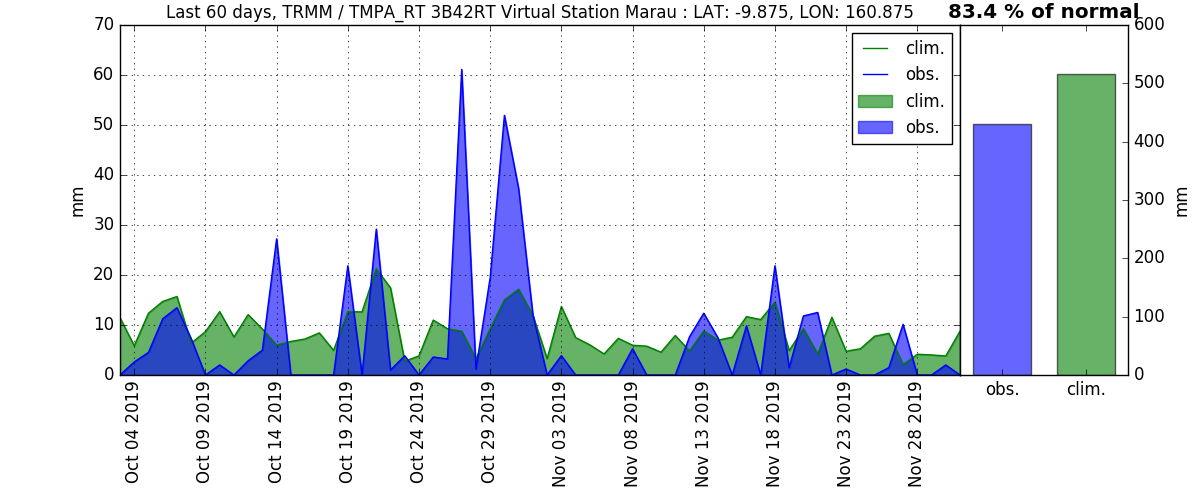 Last 60 days, TRMM / TMPA_RT 3B42RT Virtual Station Marau : LAT: -9.875, LON: 160.875
83.4 % of normal
70
60
50
40
30
20
10
0
mm
clim.
obs.
clim.
obs.
600
500
400
300
200
100
0
mm
obs.
clim.
Oct 04 2019
Oct 09 2019
Oct 14 2019
Oct 19 2019
Oct 24 2019
Oct 29 2019
Nov 03 2019
Nov 08 2019
Nov 13 2019
Nov 18 2019
Nov 23 2019
Nov 28 2019